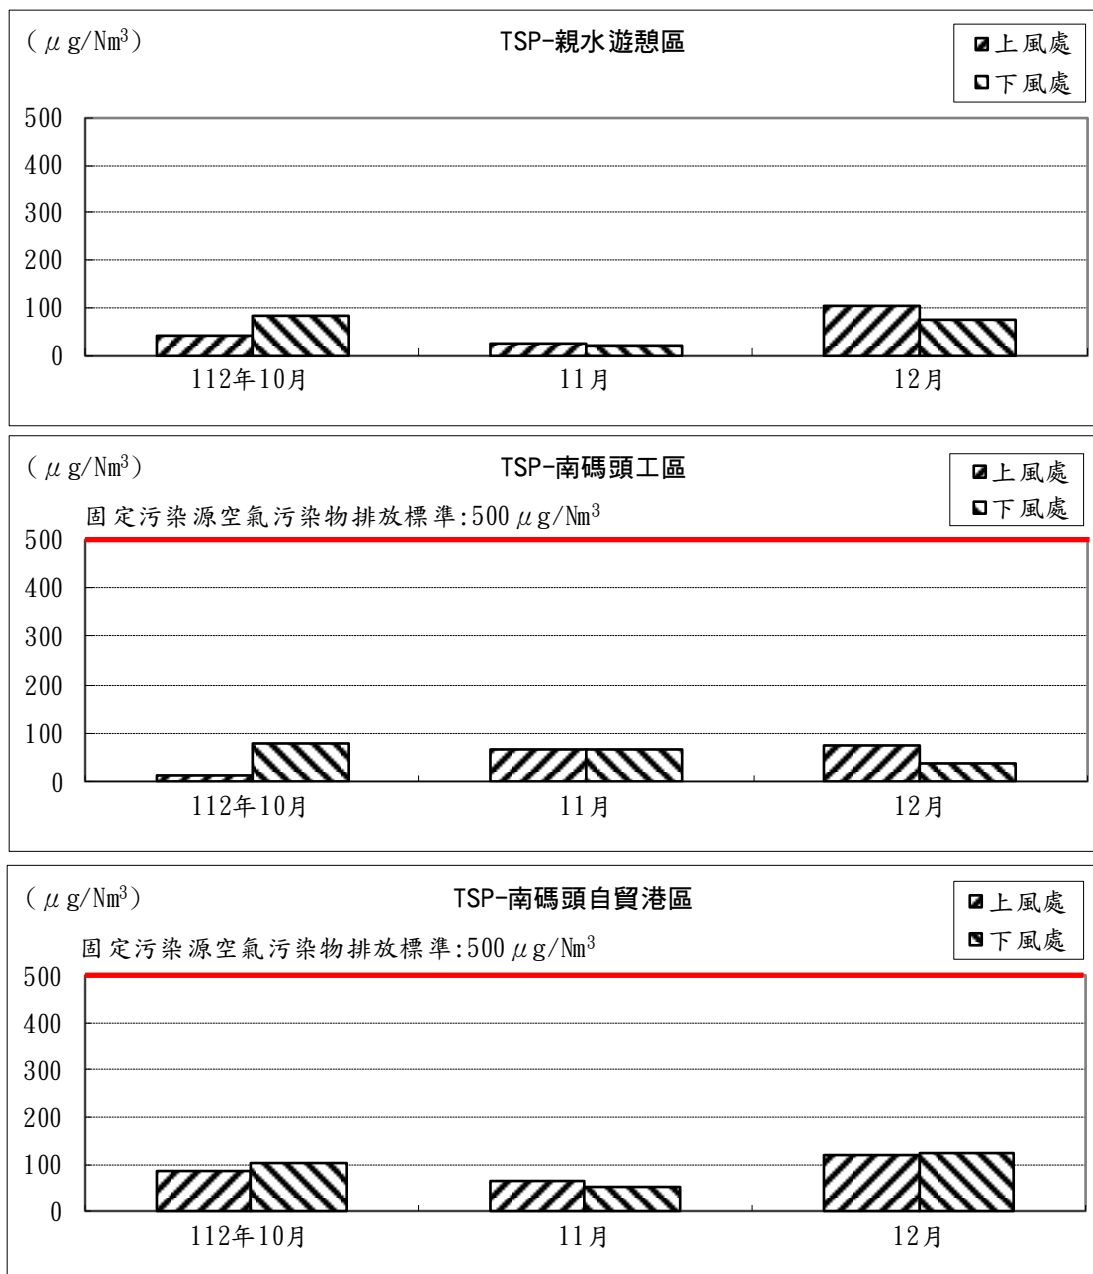 （μg/Nm³）
TSP-親水遊憩區
上風處
下風處
500
400
300
200
100
0
112年10月
11月
12月
（μg/Nm³）
TSP-南碼頭工區
上風處
下風處
固定污染源空氣污染物排放標準:500μg/Nm³
500
400
300
200
100
0
112年10月
11月
12月
（μg/Nm³）
TSP-南碼頭自貿港區
上風處
下風處
固定污染源空氣污染物排放標準:500μg/Nm³
500
400
300
200
100
0
112年10月
11月
12月